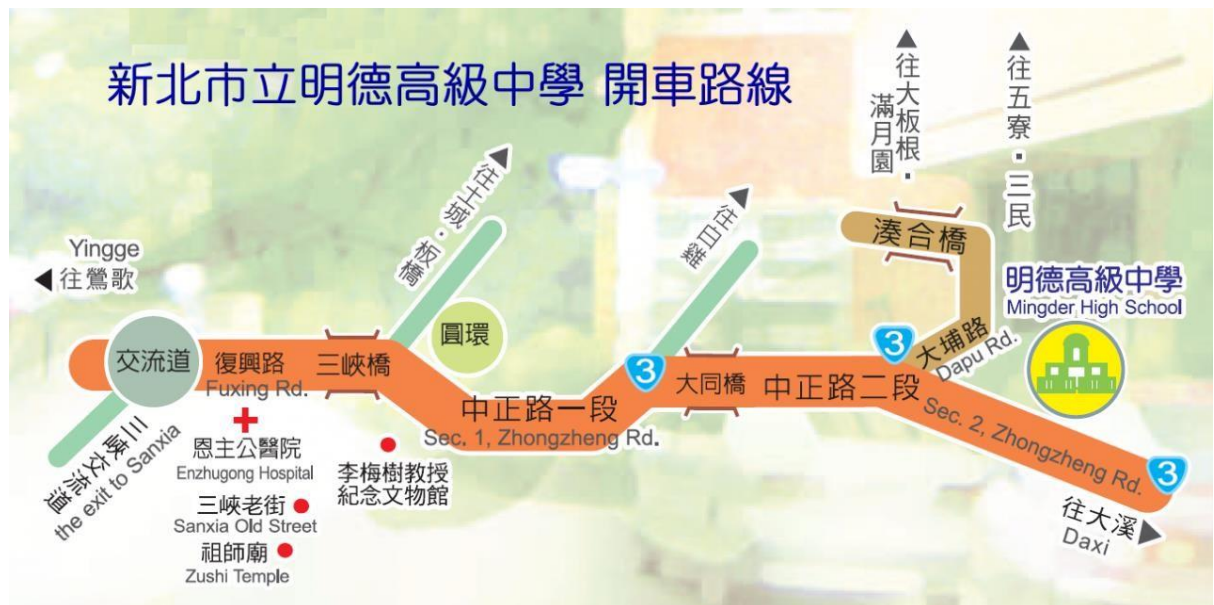 新北市立明德高級中學 開車路線
往大板根·
滿月園
往五寮·三民
往土城·板橋
往白雞
湊合橋
Yingge
往鶯歌
明德高級中學
Mingder High School
圓環
交流道
復興路
Fuxing Rd.
三峽橋
中正路一段
Sec. 1, Zhongzheng Rd.
3
大同橋
中正路二段
3
大埔路
Dapu Rd.
Sec. 2, Zhongzheng Rd.
3
三峽交流道
the exit to Sanxia
恩主公醫院
Enzhugong Hospital
李梅樹教授
紀念文物館
三峽老街
Sanxia Old Street
祖師廟
Zushi Temple
往大溪
Daxi